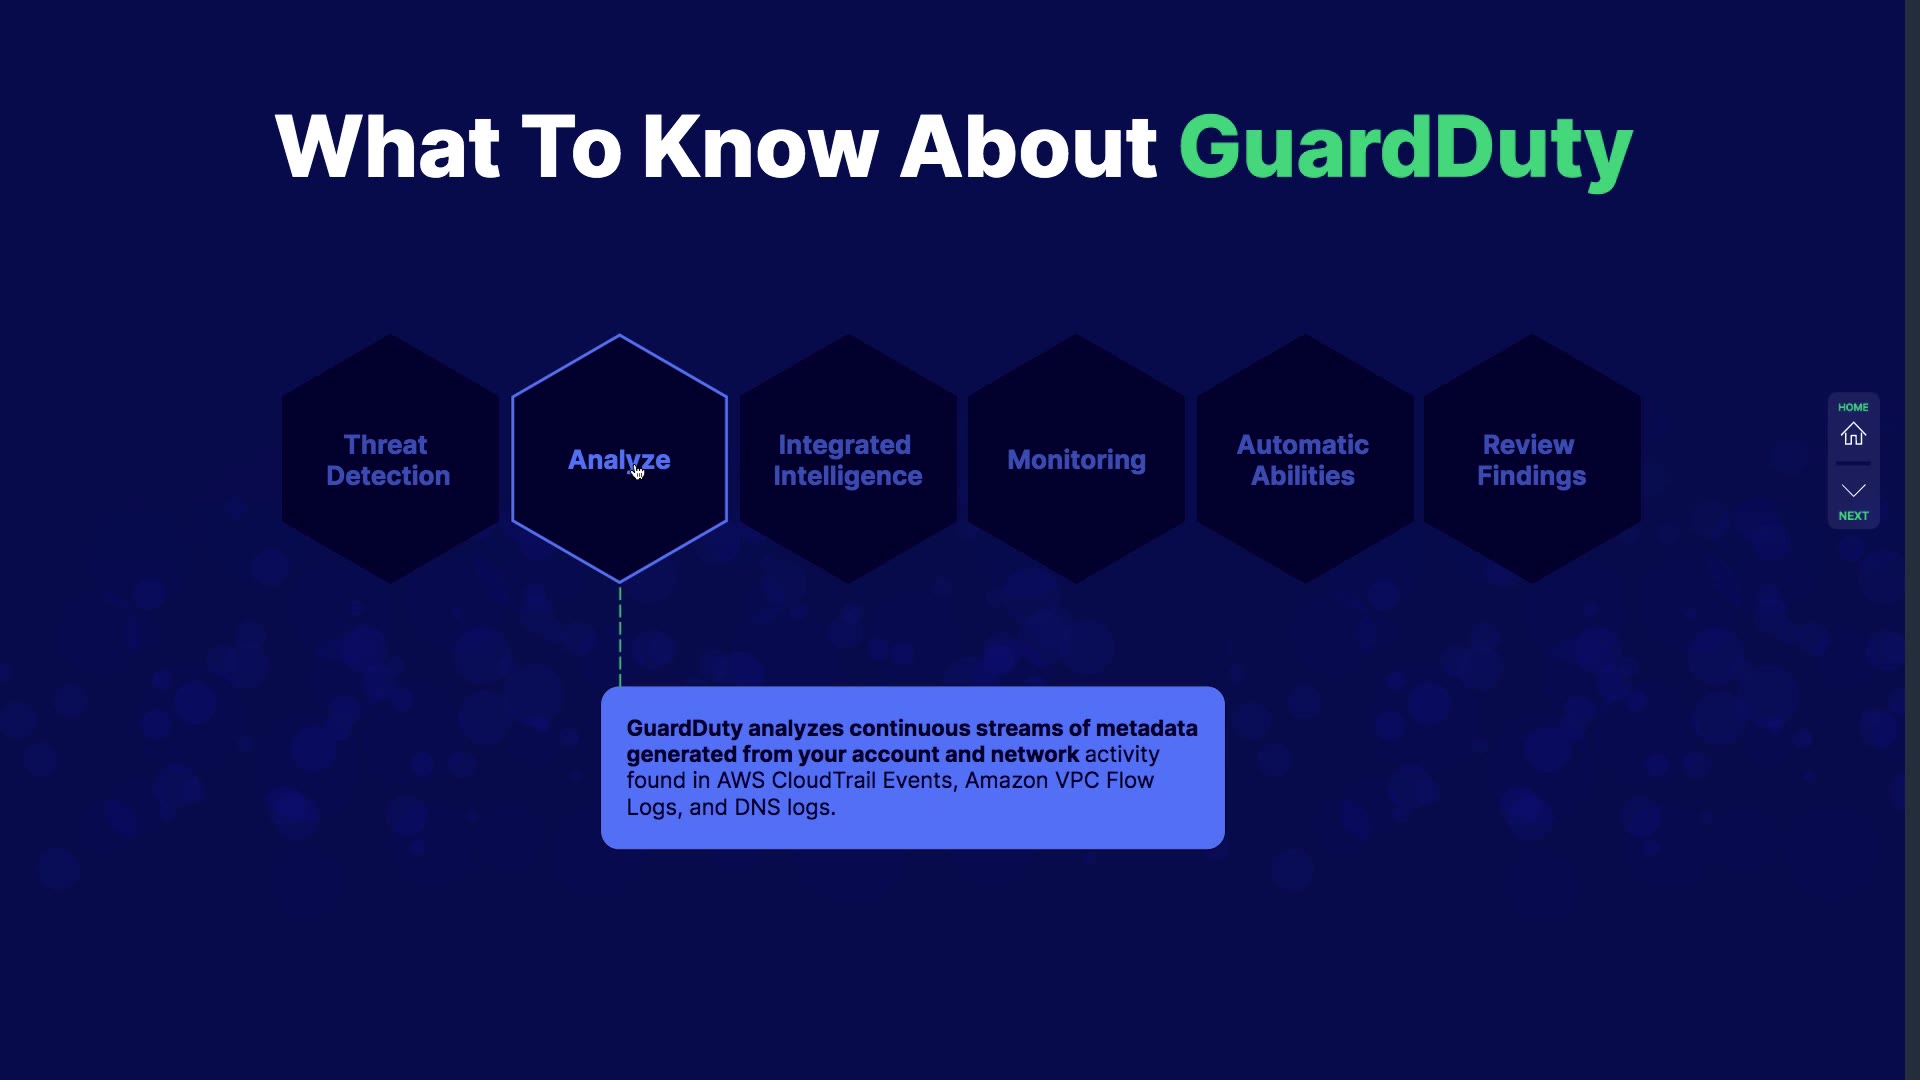 What To Know About GuardDuty
Threat
Detection
Analyze
Integrated
Intelligence
Monitoring
Automatic
Abilities
Review
Findings
HOME
NEXT
GuardDuty analyzes continuous streams of metadata
generated from your account and network activity
found in AWS CloudTrail Events, Amazon VPC Flow
Logs, and DNS logs.